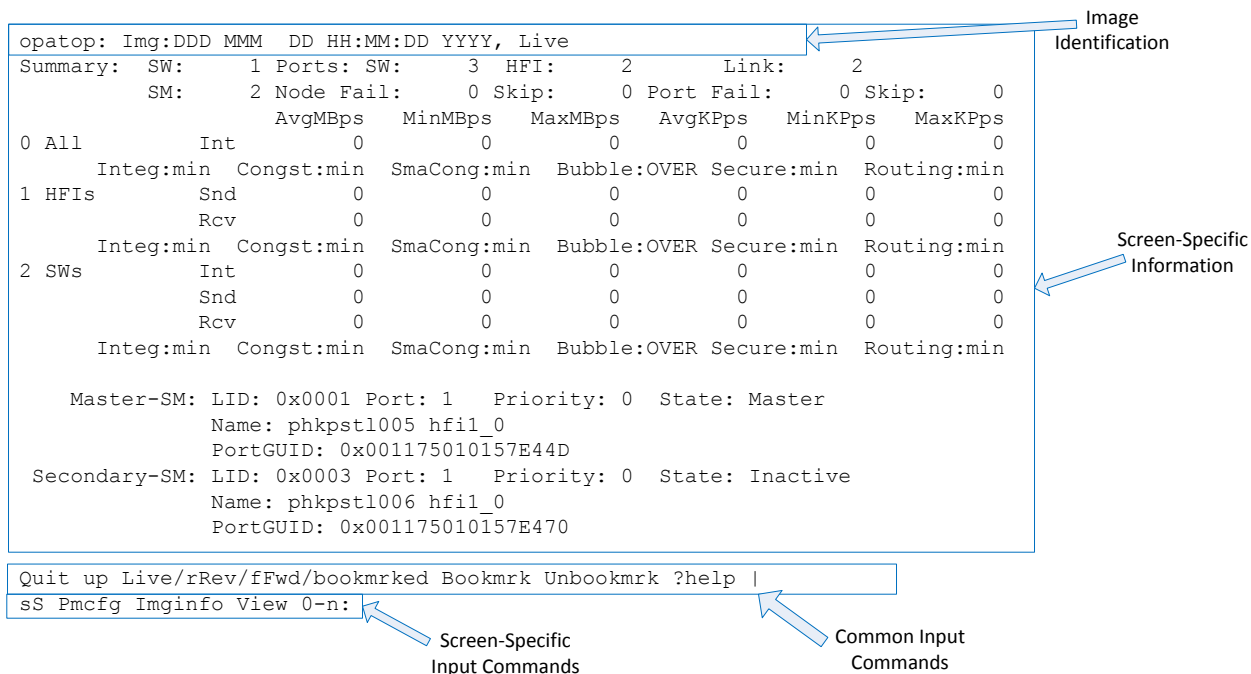 Image
Identification
opatop: Img:DDD MMM  DD HH:MM:DD YYYY, Live
Summary:  SW:      1 Ports: SW:     3  HFI:     2       Link:     2
          SM:      2 Node Fail:     0 Skip:     0 Port Fail:     0 Skip:     0
                    AvgMBps   MinMBps   MaxMBps   AvgKPps   MinKPps   MaxKPps
0 All         Int         0         0         0         0         0         0
      Integ:min  Congst:min  SmaCong:min  Bubble:OVER Secure:min  Routing:min
1 HFIs        Snd         0         0         0         0         0         0
              Rcv         0         0         0         0         0         0
      Integ:min  Congst:min  SmaCong:min  Bubble:OVER Secure:min  Routing:min
2 SWs         Int         0         0         0         0         0         0
              Snd         0         0         0         0         0         0
              Rcv         0         0         0         0         0         0
      Integ:min  Congst:min  SmaCong:min  Bubble:OVER Secure:min  Routing:min
Screen-Specific
Information
    Master-SM: LID: 0x0001 Port: 1   Priority: 0  State: Master
               Name: phkpstl005 hfi1_0
               PortGUID: 0x001175010157E44D
 Secondary-SM: LID: 0x0003 Port: 1   Priority: 0  State: Inactive
               Name: phkpstl006 hfi1_0
               PortGUID: 0x001175010157E470
Quit up Live/rRev/fFwd/bookmrked Bookmrk Unbookmrk ?help |
sS Pmcfg Imginfo View 0-n:
Screen-Specific
Input Commands
Common Input
Commands